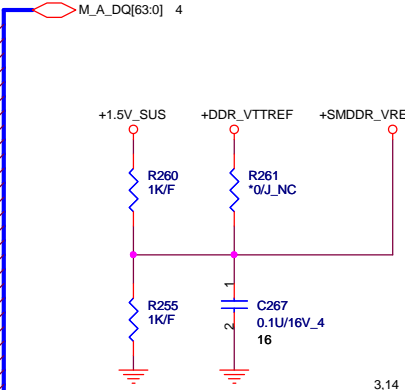 M_A_DQ[63:0] 4
+1.5V_SUS +DDR_VTTREF +SMDDR_VRE
R260
1K/F
R261
*0/J_NC
R255
1K/F
1
2
C267
0.1U/16V_4
16
3,14